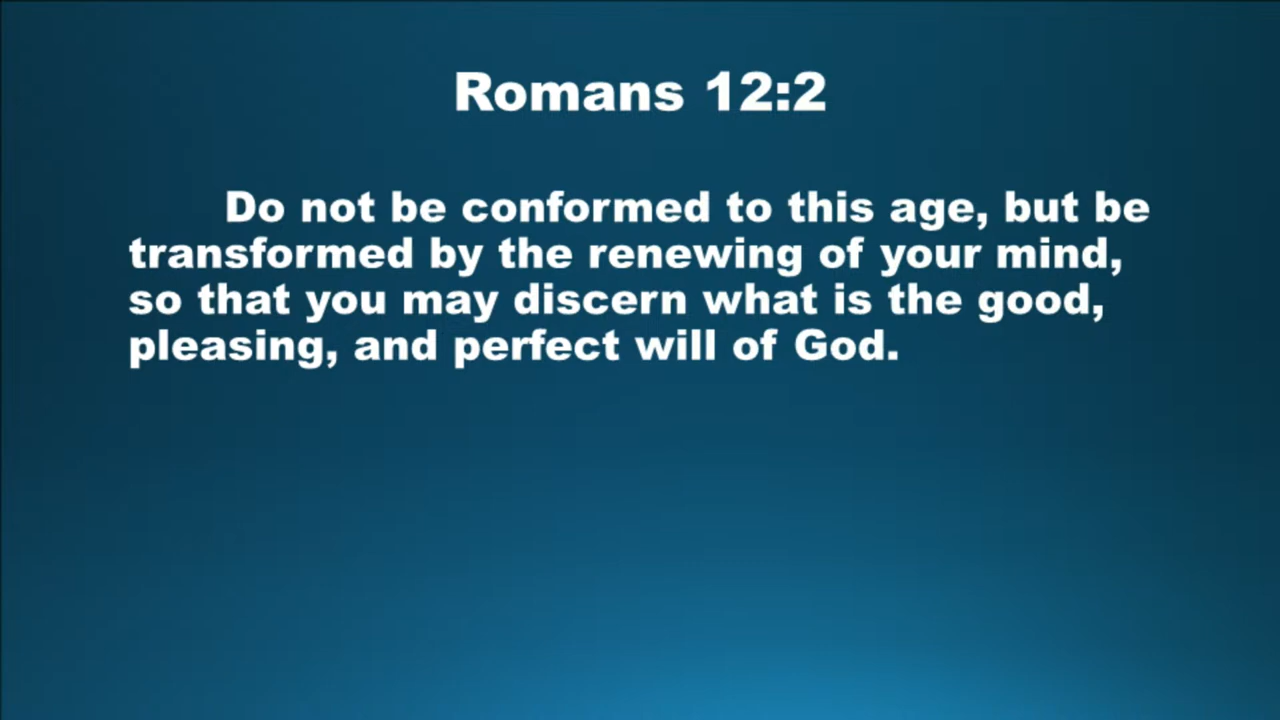 Romans 12:2
Do not be conformed to this age, but be
transformed by the renewing of your mind,
so that you may discern what is the good,
pleasing, and perfect will of God.